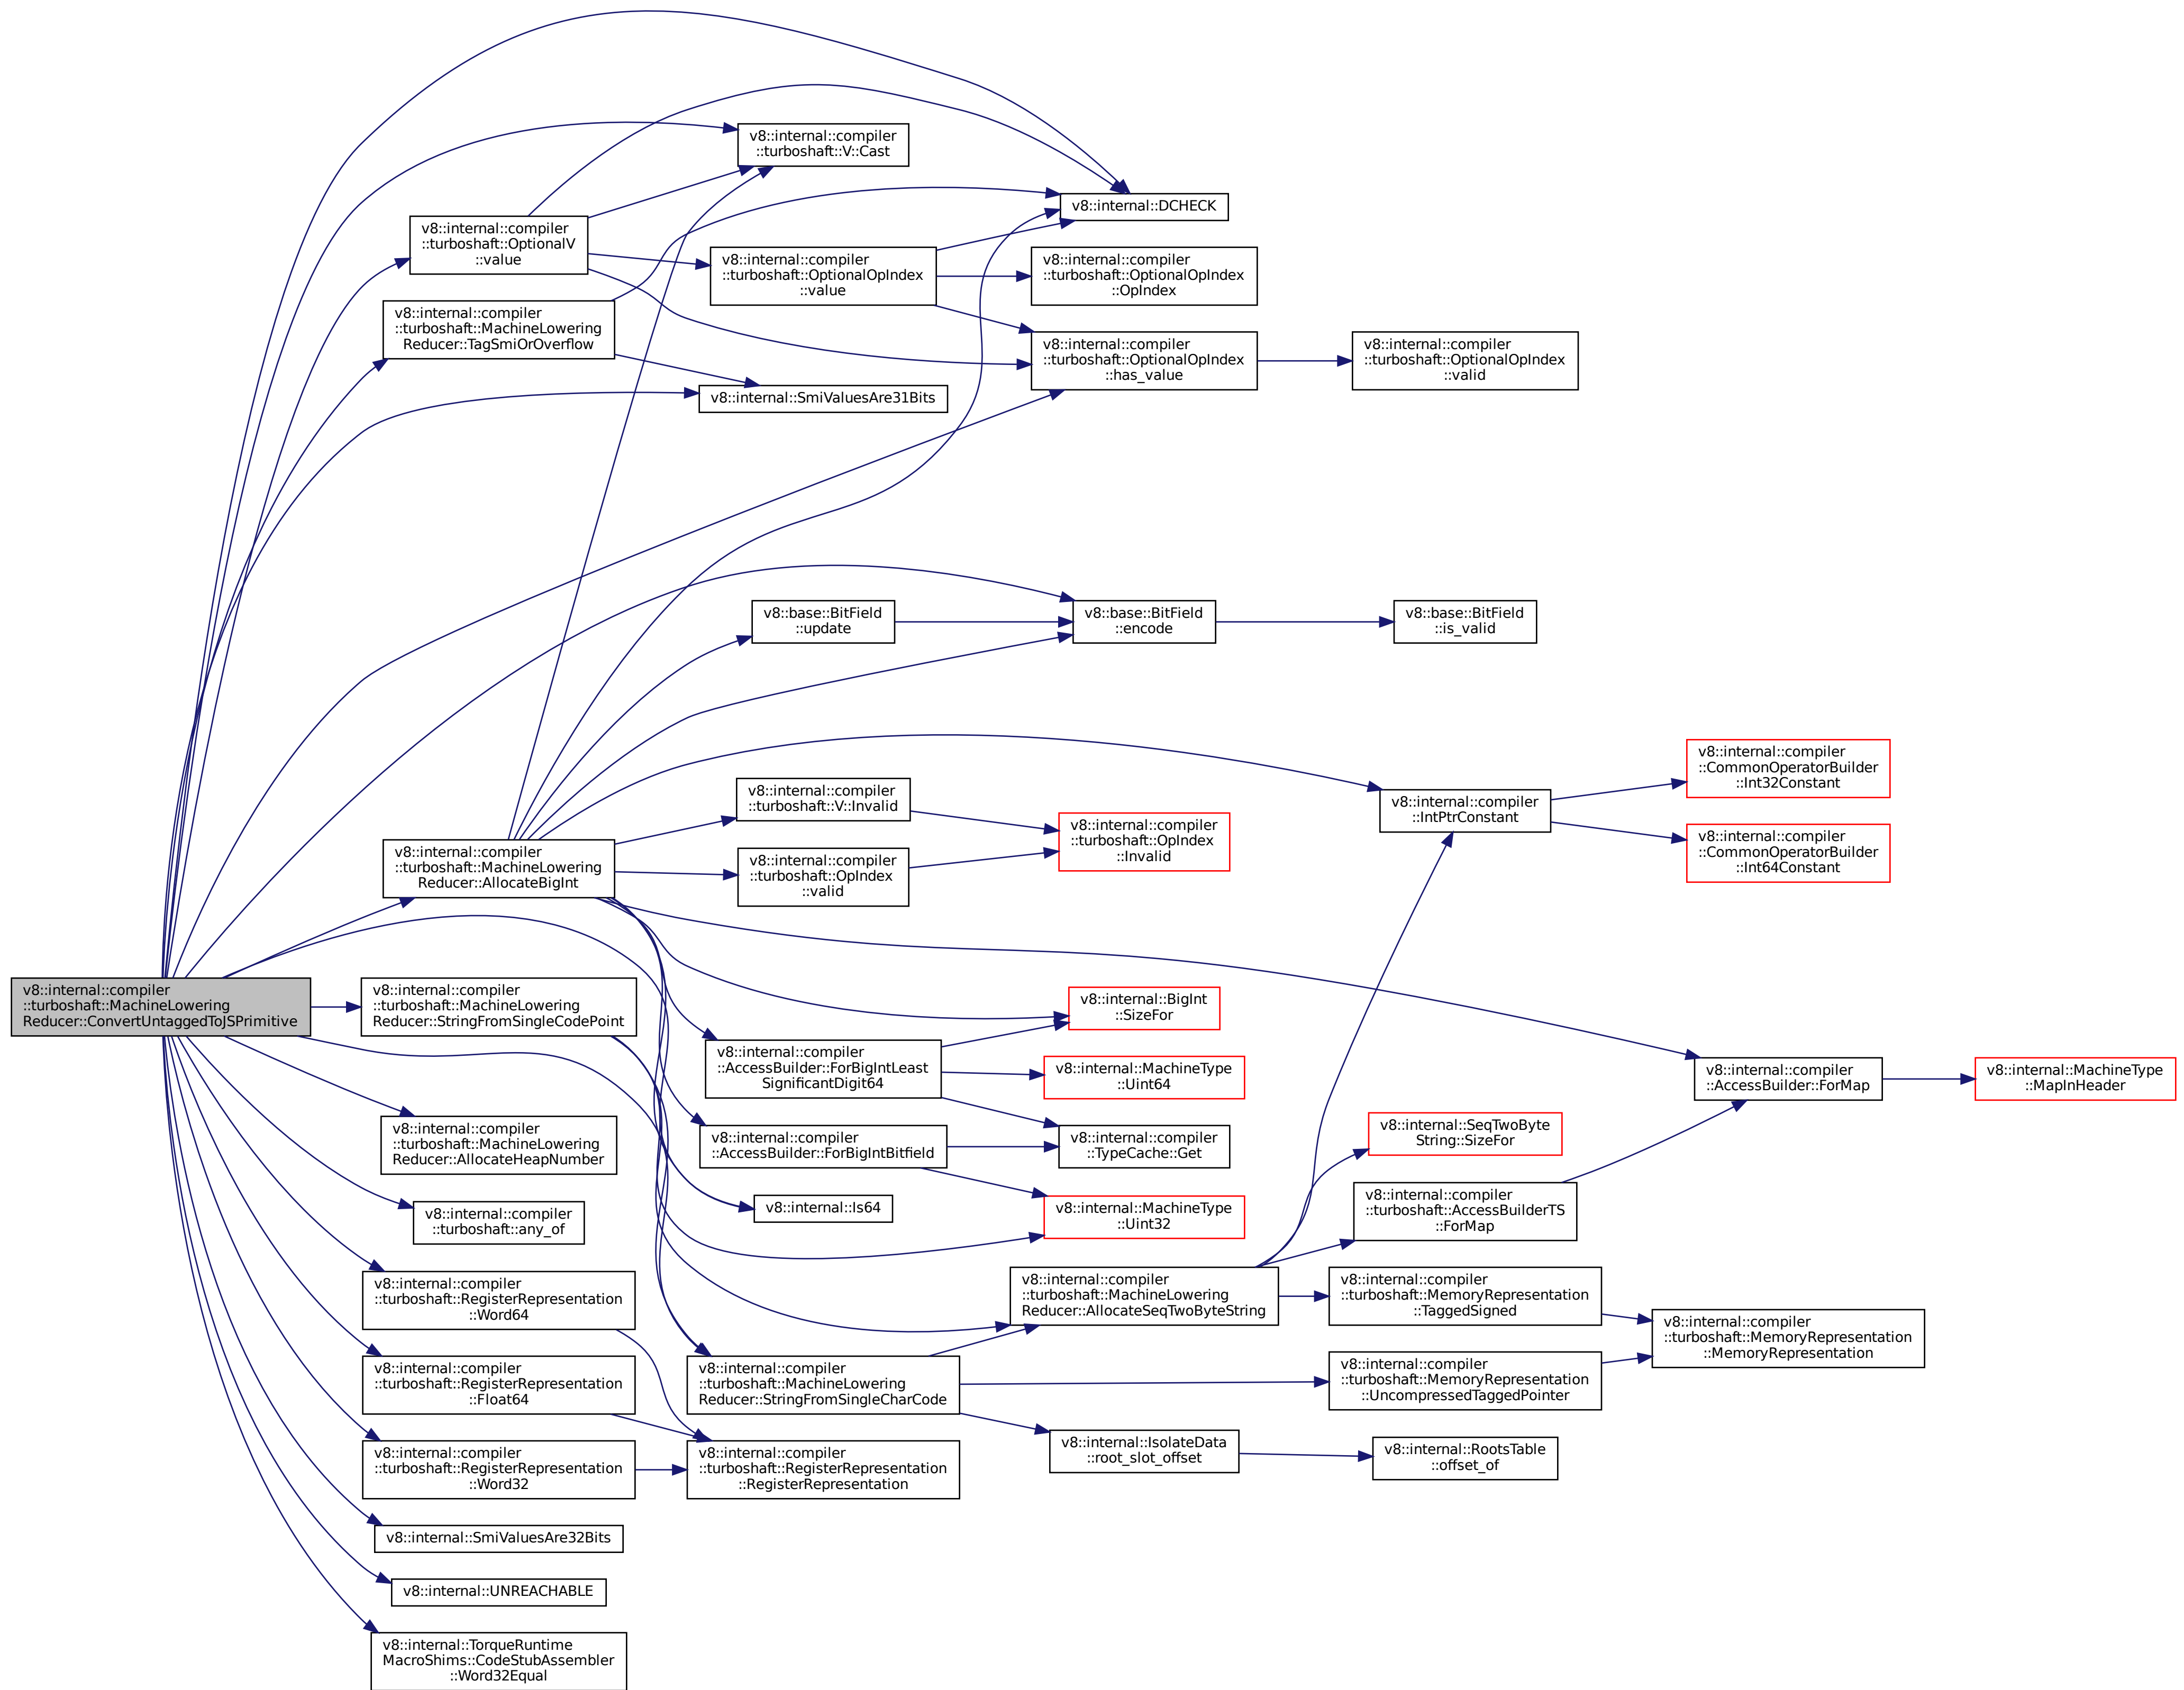 v8::internal::compiler
::turboshaft::V::Cast
v8::internal::DCHECK
v8::internal::compiler
::turboshaft::OptionalV
::value
v8::internal::compiler
::turboshaft::OptionalOpIndex
::value
v8::internal::compiler
::turboshaft::OptionalOpIndex
::OpIndex
v8::internal::compiler
::turboshaft::MachineLowering
Reducer::TagSmiOrOverflow
v8::internal::compiler
::turboshaft::OptionalOpIndex
::has_value
v8::internal::compiler
::turboshaft::OptionalOpIndex
::valid
v8::internal::SmiValuesAre31Bits
v8::base::BitField
::update
v8::base::BitField
::encode
v8::base::BitField
::is_valid
v8::internal::compiler
::CommonOperatorBuilder
::Int32Constant
v8::internal::compiler
::turboshaft::V::Invalid
v8::internal::compiler
::IntPtrConstant
v8::internal::compiler
::turboshaft::OpIndex
::Invalid
v8::internal::compiler
::CommonOperatorBuilder
::Int64Constant
v8::internal::compiler
::turboshaft::MachineLowering
Reducer::AllocateBigInt
v8::internal::compiler
::turboshaft::OpIndex
::valid
v8::internal::compiler
::turboshaft::MachineLowering
Reducer::ConvertUntaggedToJSPrimitive
v8::internal::compiler
::turboshaft::MachineLowering
Reducer::StringFromSingleCodePoint
v8::internal::BigInt
::SizeFor
v8::internal::compiler
::AccessBuilder::ForBigIntLeast
SignificantDigit64
v8::internal::MachineType
::Uint64
v8::internal::compiler
::AccessBuilder::ForMap
v8::internal::MachineType
::MapInHeader
v8::internal::compiler
::turboshaft::MachineLowering
Reducer::AllocateHeapNumber
v8::internal::compiler
::AccessBuilder::ForBigIntBitfield
v8::internal::compiler
::TypeCache::Get
v8::internal::SeqTwoByte
String::SizeFor
v8::internal::compiler
::turboshaft::any_of
v8::internal::Is64
v8::internal::MachineType
::Uint32
v8::internal::compiler
::turboshaft::AccessBuilderTS
::ForMap
v8::internal::compiler
::turboshaft::RegisterRepresentation
::Word64
v8::internal::compiler
::turboshaft::MachineLowering
Reducer::AllocateSeqTwoByteString
v8::internal::compiler
::turboshaft::MemoryRepresentation
::TaggedSigned
v8::internal::compiler
::turboshaft::MemoryRepresentation
::MemoryRepresentation
v8::internal::compiler
::turboshaft::RegisterRepresentation
::Float64
v8::internal::compiler
::turboshaft::MachineLowering
Reducer::StringFromSingleCharCode
v8::internal::compiler
::turboshaft::MemoryRepresentation
::UncompressedTaggedPointer
v8::internal::compiler
::turboshaft::RegisterRepresentation
::Word32
v8::internal::compiler
::turboshaft::RegisterRepresentation
::RegisterRepresentation
v8::internal::IsolateData
::root_slot_offset
v8::internal::RootsTable
::offset_of
v8::internal::SmiValuesAre32Bits
v8::internal::UNREACHABLE
v8::internal::TorqueRuntime
MacroShims::CodeStubAssembler
::Word32Equal